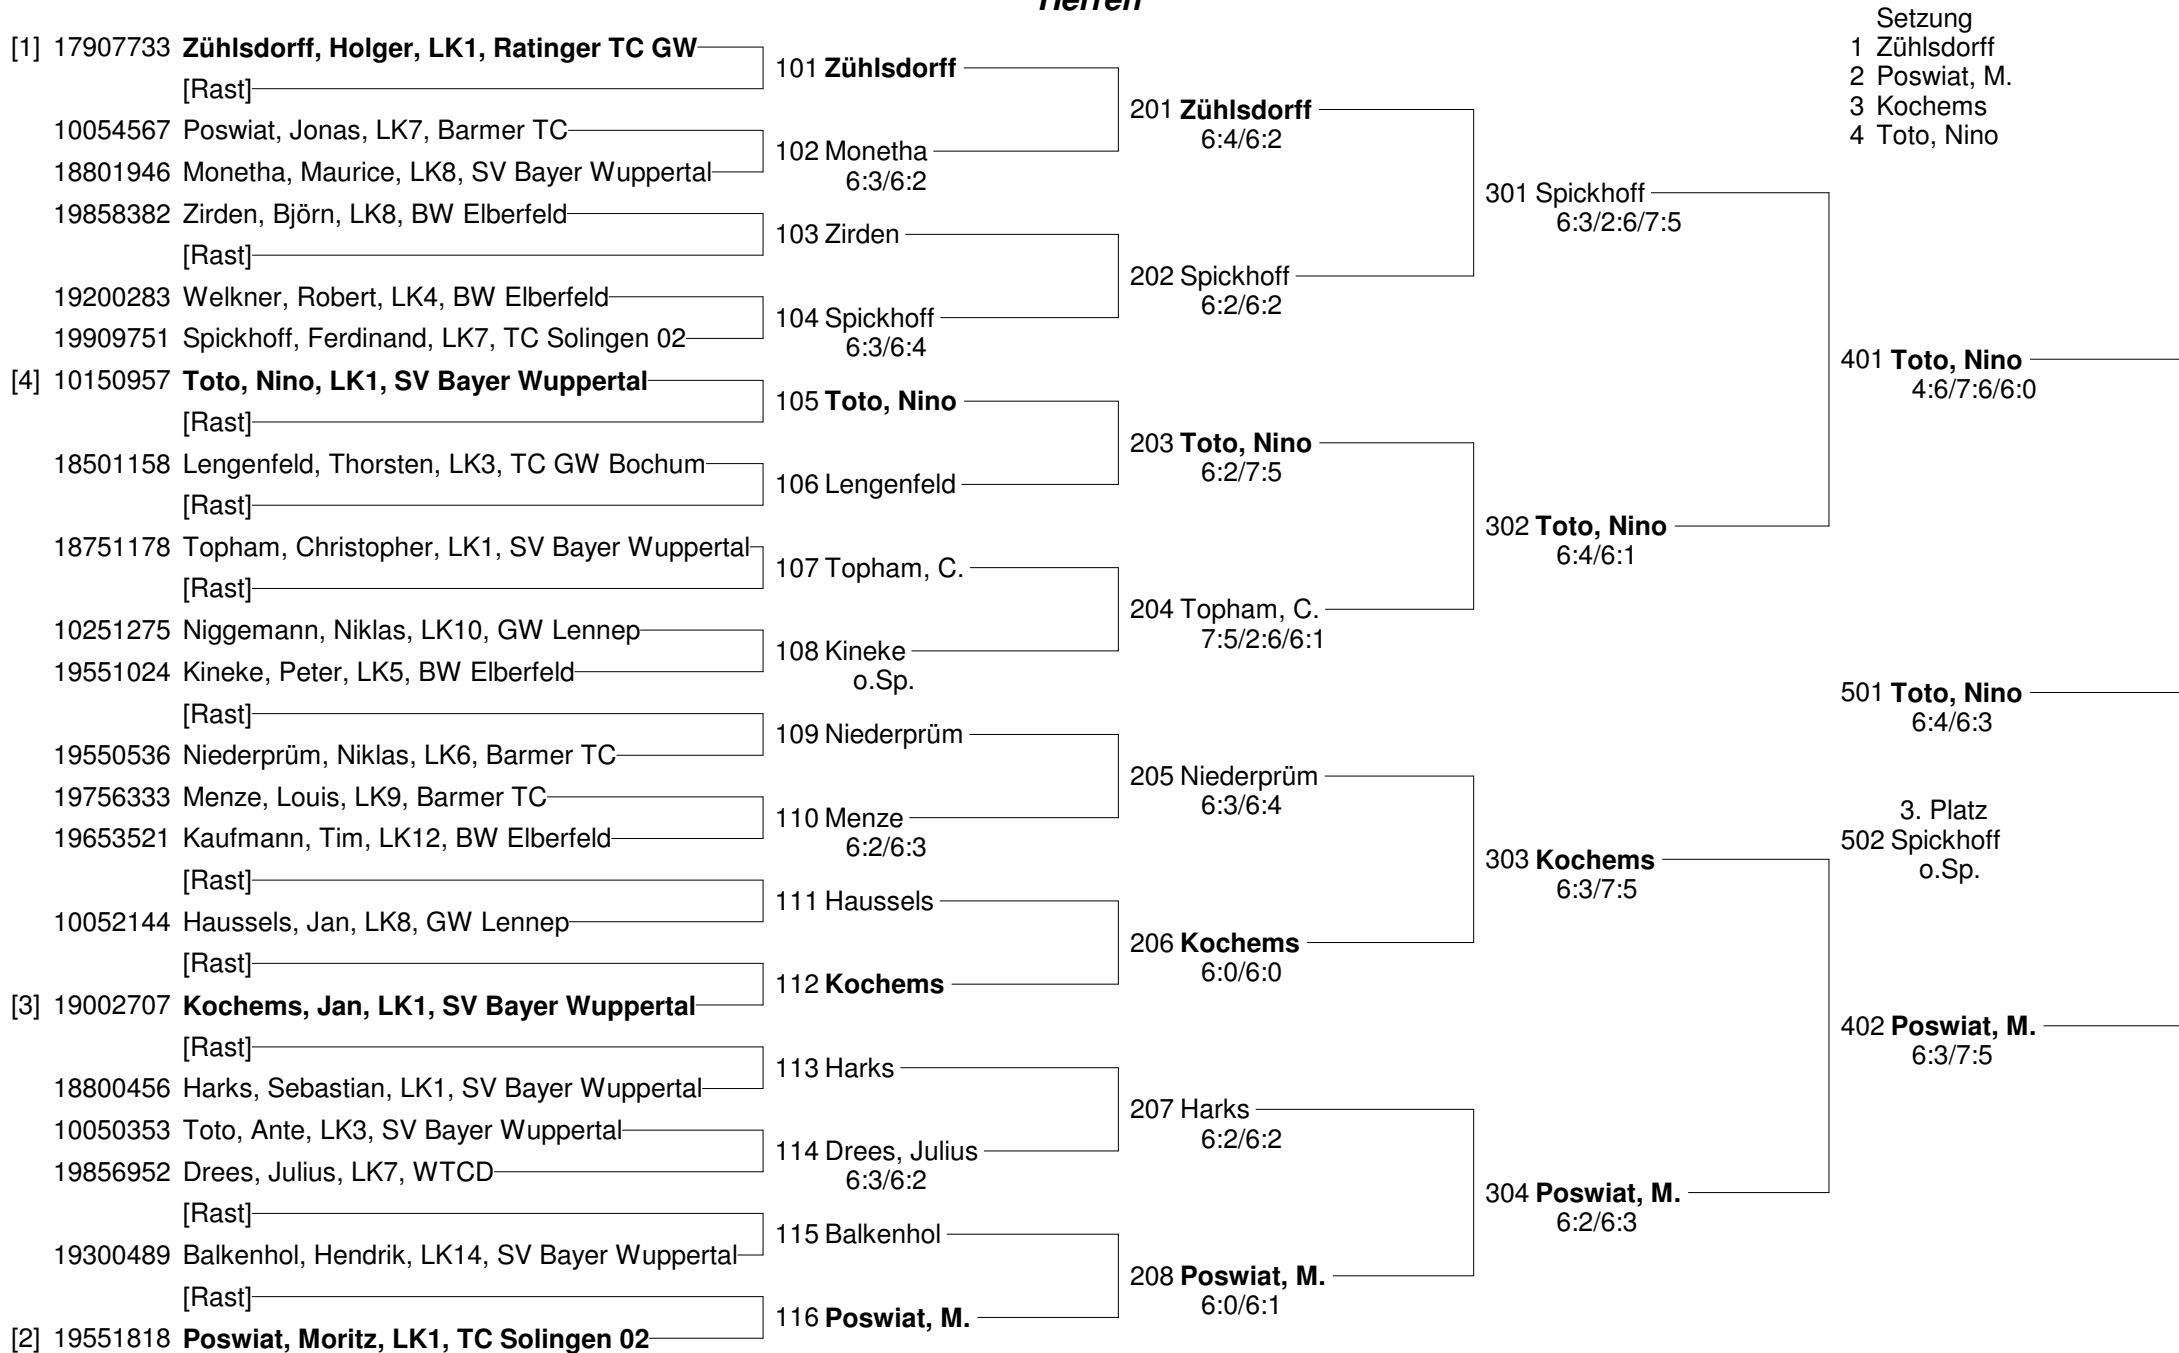 Herren
Setzung
1 Zühlsdorff
2 Poswiat, M.
3 Kochems
4 Toto, Nino
[1] 17907733 Zühlsdorff, Holger, LK1, Ratinger TC GW
[Rast]
10054567 Poswiat, Jonas, LK7, Barmer TC
18801946 Monetha, Maurice, LK8, SV Bayer Wuppertal
19858382 Zirden, Björn, LK8, BW Elberfeld
[Rast]
19200283 Welkner, Robert, LK4, BW Elberfeld
19909751 Spickhoff, Ferdinand, LK7, TC Solingen 02
[4] 10150957 Toto, Nino, LK1, SV Bayer Wuppertal
[Rast]
18501158 Lengenfeld, Thorsten, LK3, TC GW Bochum
[Rast]
18751178 Topham, Christopher, LK1, SV Bayer Wuppertal
[Rast]
10251275 Niggemann, Niklas, LK10, GW Lennep
19551024 Kineke, Peter, LK5, BW Elberfeld
[Rast]
19550536 Niederprüm, Niklas, LK6, Barmer TC
19756333 Menze, Louis, LK9, Barmer TC
19653521 Kaufmann, Tim, LK12, BW Elberfeld
[Rast]
10052144 Haussels, Jan, LK8, GW Lennep
[Rast]
[3] 19002707 Kochems, Jan, LK1, SV Bayer Wuppertal
[Rast]
18800456 Harks, Sebastian, LK1, SV Bayer Wuppertal
10050353 Toto, Ante, LK3, SV Bayer Wuppertal
19856952 Drees, Julius, LK7, WTCD
[Rast]
19300489 Balkenhol, Hendrik, LK14, SV Bayer Wuppertal
[Rast]
[2] 19551818 Poswiat, Moritz, LK1, TC Solingen 02
101 Zühlsdorff
102 Monetha
6:3/6:2
103 Zirden
104 Spickhoff
6:3/6:4
105 Toto, Nino
106 Lengenfeld
107 Topham, C.
108 Kineke
o.Sp.
109 Niederprüm
110 Menze
6:2/6:3
111 Haussels
112 Kochems
113 Harks
114 Drees, Julius
6:3/6:2
115 Balkenhol
116 Poswiat, M.
201 Zühlsdorff
6:4/6:2
202 Spickhoff
6:2/6:2
203 Toto, Nino
6:2/7:5
204 Topham, C.
7:5/2:6/6:1
205 Niederprüm
6:3/6:4
206 Kochems
6:0/6:0
207 Harks
6:2/6:2
208 Poswiat, M.
6:0/6:1
301 Spickhoff
6:3/2:6/7:5
302 Toto, Nino
6:4/6:1
303 Kochems
6:3/7:5
304 Poswiat, M.
6:2/6:3
401 Toto, Nino
4:6/7:6/6:0
501 Toto, Nino
6:4/6:3
3. Platz
502 Spickhoff
o.Sp.
402 Poswiat, M.
6:3/7:5